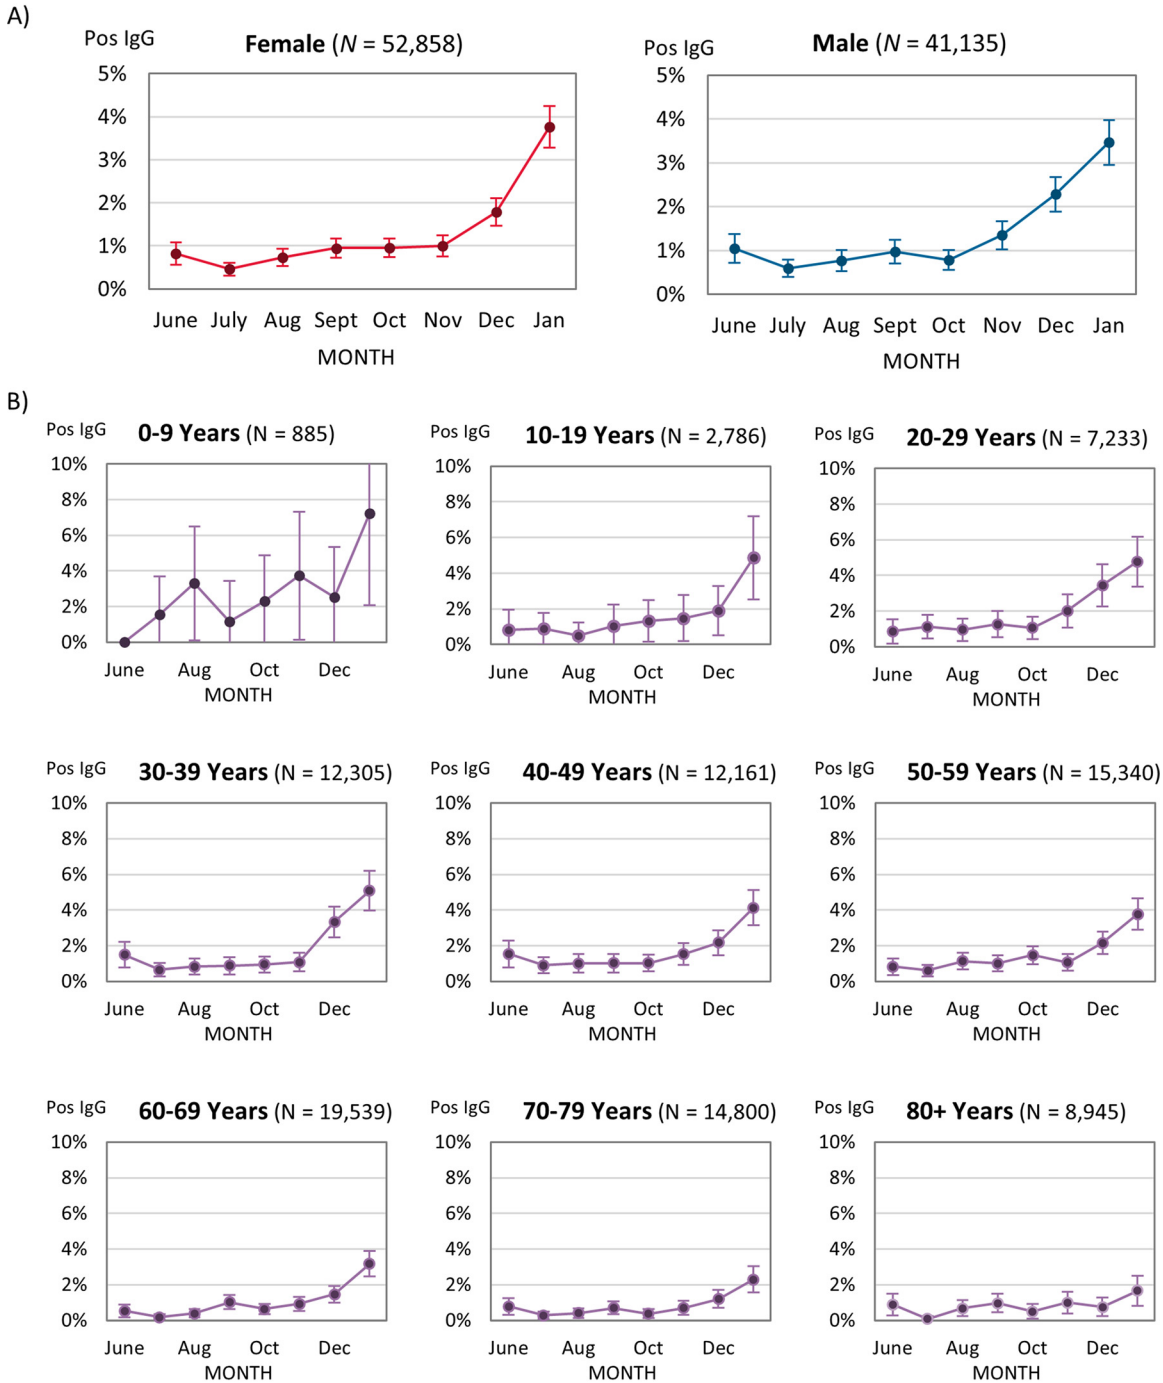 A)
Pos IgG
Female (N = 52,858)
5%
4%
3%
2%
1%
0%
June July Aug Sept Oct Nov Dec Jan
MONTH
Pos IgG
Male (N = 41,135)
5%
4%
3%
2%
1%
0%
June July Aug Sept Oct Nov Dec Jan
MONTH
B)
Pos IgG
0-9 Years (N = 885)
10%
8%
6%
4%
2%
0%
June Aug Oct Dec
MONTH
Pos IgG
10-19 Years (N = 2,786)
10%
8%
6%
4%
2%
0%
June Aug Oct Dec
MONTH
Pos IgG
20-29 Years (N = 7,233)
10%
8%
6%
4%
2%
0%
June Aug Oct Dec
MONTH
Pos IgG
30-39 Years (N = 12,305)
10%
8%
6%
4%
2%
0%
June Aug Oct Dec
MONTH
Pos IgG
40-49 Years (N = 12,161)
10%
8%
6%
4%
2%
0%
June Aug Oct Dec
MONTH
Pos IgG
50-59 Years (N = 15,340)
10%
8%
6%
4%
2%
0%
June Aug Oct Dec
MONTH
Pos IgG
60-69 Years (N = 19,539)
10%
8%
6%
4%
2%
0%
June Aug Oct Dec
MONTH
Pos IgG
70-79 Years (N = 14,800)
10%
8%
6%
4%
2%
0%
June Aug Oct Dec
MONTH
Pos IgG
80+ Years (N = 8,945)
10%
8%
6%
4%
2%
0%
June Aug Oct Dec
MONTH